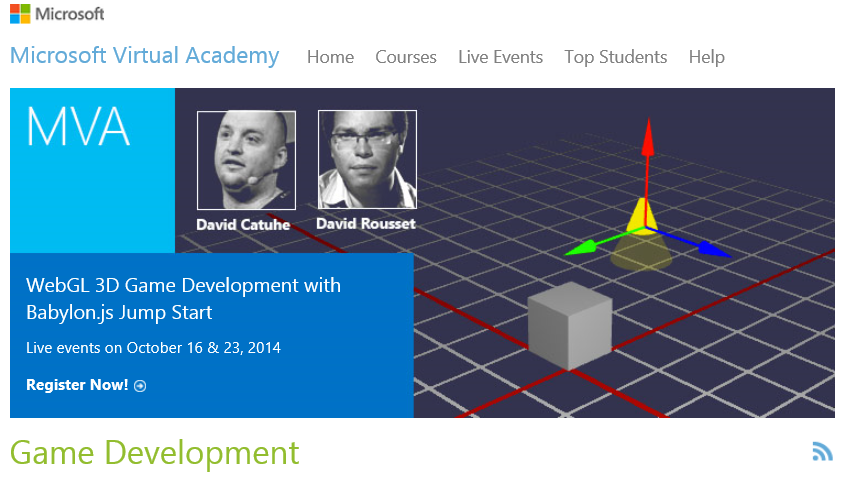 Microsoft
Microsoft Virtual Academy Home Courses Live Events Top Students Help
MVA
David Catuhe David Rousset
WebGL 3D Game Development with
Babylon.js Jump Start
Live events on October 16 & 23, 2014
Register Now!
Game Development